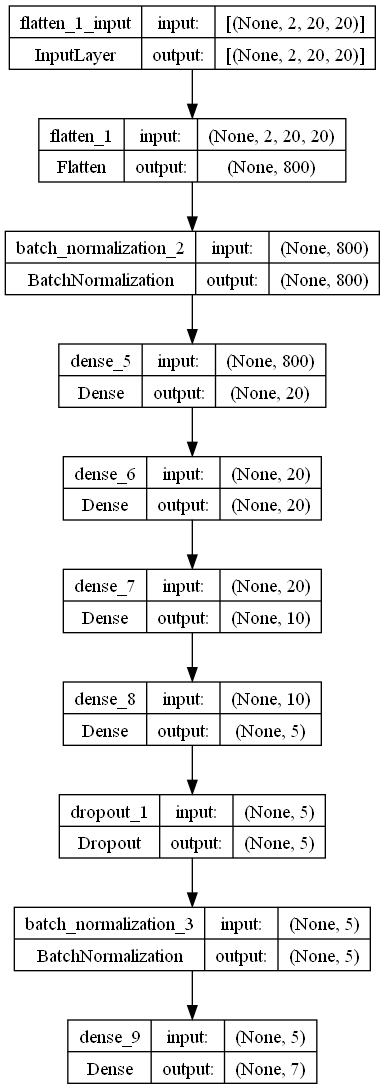 flatten_1_input input: [(None, 2, 20, 20)]
InputLayer output: [(None, 2, 20, 20)]
flatten_1 input: (None, 2, 20, 20)
Flatten output: (None, 800)
batch_normalization_2 input: (None, 800)
BatchNormalization output: (None, 800)
dense_5 input: (None, 800)
Dense output: (None, 20)
dense_6 input: (None, 20)
Dense output: (None, 20)
dense_7 input: (None, 20)
Dense output: (None, 10)
dense_8 input: (None, 10)
Dense output: (None, 5)
dropout_1 input: (None, 5)
Dropout output: (None, 5)
batch_normalization_3 input: (None, 5)
BatchNormalization output: (None, 5)
dense_9 input: (None, 5)
Dense output: (None, 7)